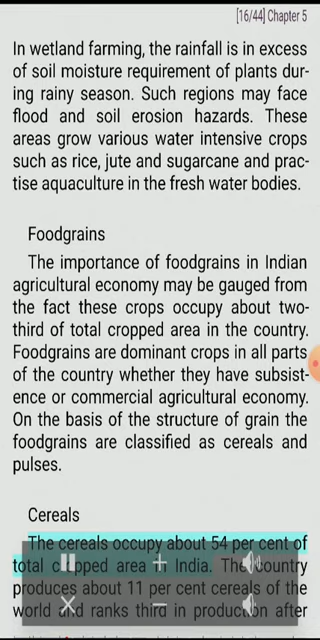 [16/44] Chapter 5
In wetland farming, the rainfall is in excess
of soil moisture requirement of plants dur-
ing rainy season. Such regions may face
flood and soil erosion hazards. These
areas grow various water intensive crops
such as rice, jute and sugarcane and prac-
tise aquaculture in the fresh water bodies.
Foodgrains
The importance of foodgrains in Indian
agricultural economy may be gauged from
the fact these crops occupy about two-
third of total cropped area in the country.
Foodgrains are dominant crops in all parts
of the country whether they have subsist-
ence or commercial agricultural economy.
On the basis of the structure of grain the
foodgrains are classified as cereals and
pulses.
Cereals
The cereals occupy about 54 per cent of
total cropped area in India. The country
produces about 11 per cent cereals of the
world and ranks third in production after